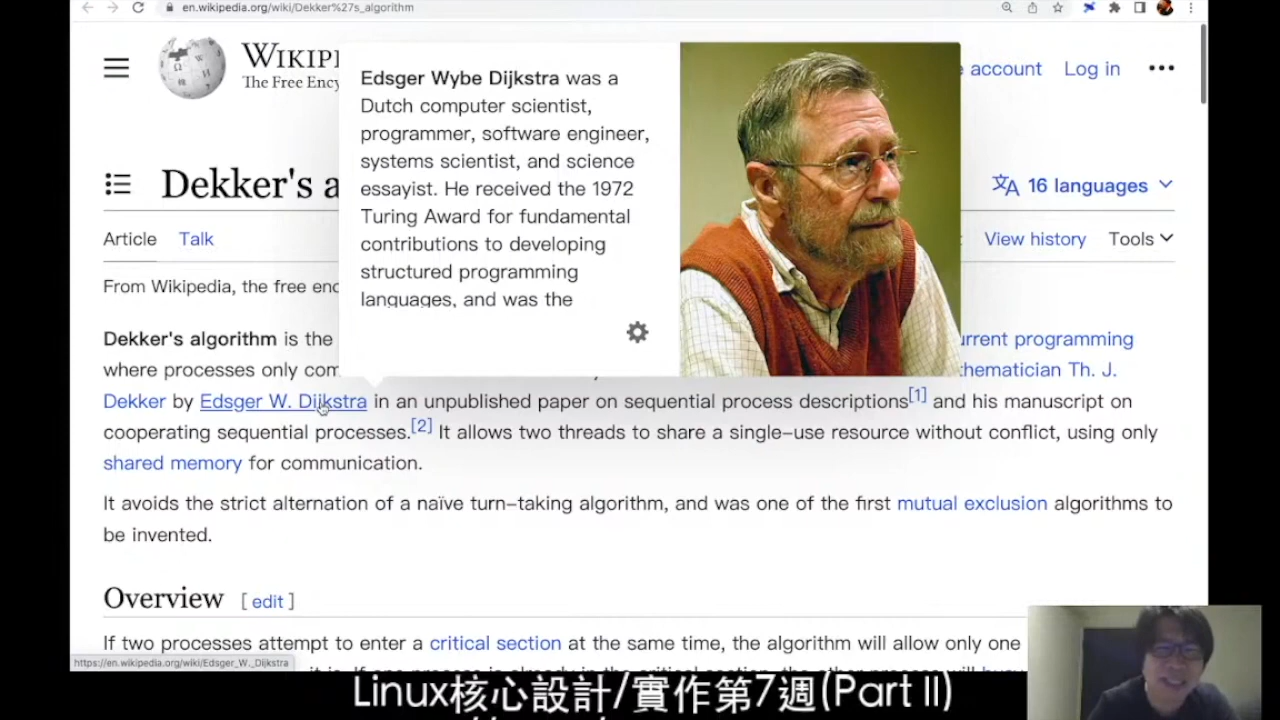 en.wikipedia.org/wiki/Dekker%27s_algorithm
WIKIP
The Free Ency
account Log in
Edsger Wybe Dijkstra was a
Dutch computer scientist,
programmer, software engineer,
systems scientist, and science
essayist. He received the 1972
Turing Award for fundamental
contributions to developing
structured programming
languages, and was the
Dekker's a
16 languages
Article Talk View history Tools
From Wikipedia, the free enc
Dekker's algorithm is the urrent programming
where processes only com thematician Th. J.
Dekker by Edsger W. Dijkstra in an unpublished paper on sequential process descriptions[1] and his manuscript on
cooperating sequential processes.[2] It allows two threads to share a single-use resource without conflict, using only
shared memory for communication.
It avoids the strict alternation of a naïve turn-taking algorithm, and was one of the first mutual exclusion algorithms to
be invented.
Overview [ edit ]
If two processes attempt to enter a critical section at the same time, the algorithm will allow only one
https://en.wikipedia.org/wiki/Edsger_W._Dijkstra
Linux核心設計/實作第7週(Part II)